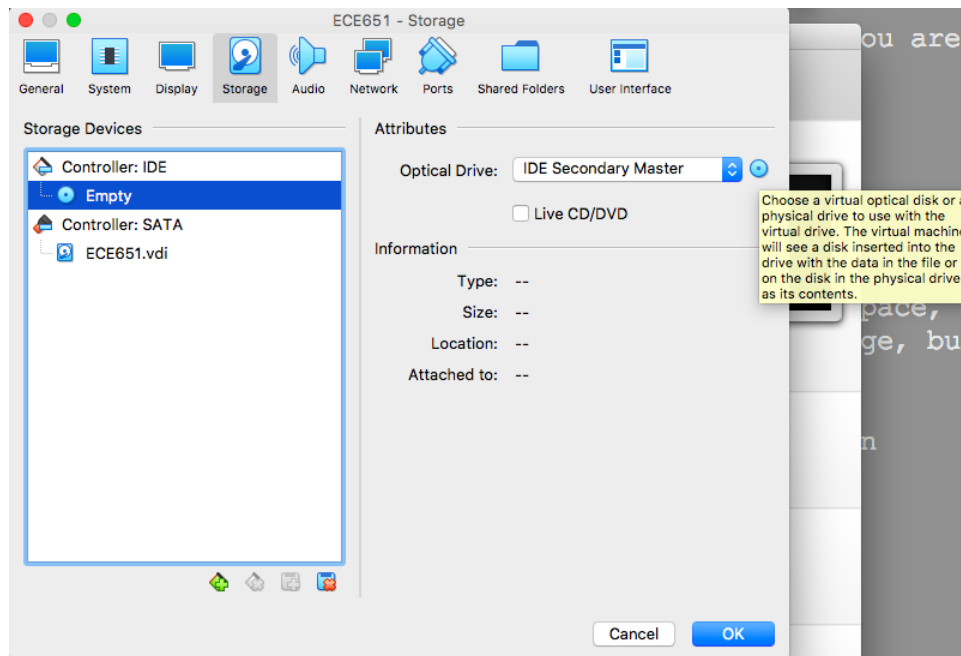 ECE651 - Storage
General System Display Storage Audio Network Ports Shared Folders User Interface
Storage Devices
Controller: IDE
Empty
Controller: SATA
ECE651.vdi
Attributes
Optical Drive: IDE Secondary Master
Live CD/DVD
Information
Type: --
Size: --
Location: --
Attached to: --
Choose a virtual optical disk or a
physical drive to use with the
virtual drive. The virtual machine
will see a disk inserted into the
drive with the data in the file or
on the disk in the physical drive
as its contents.
Cancel OK
ou are
pace,
ge, bu
n